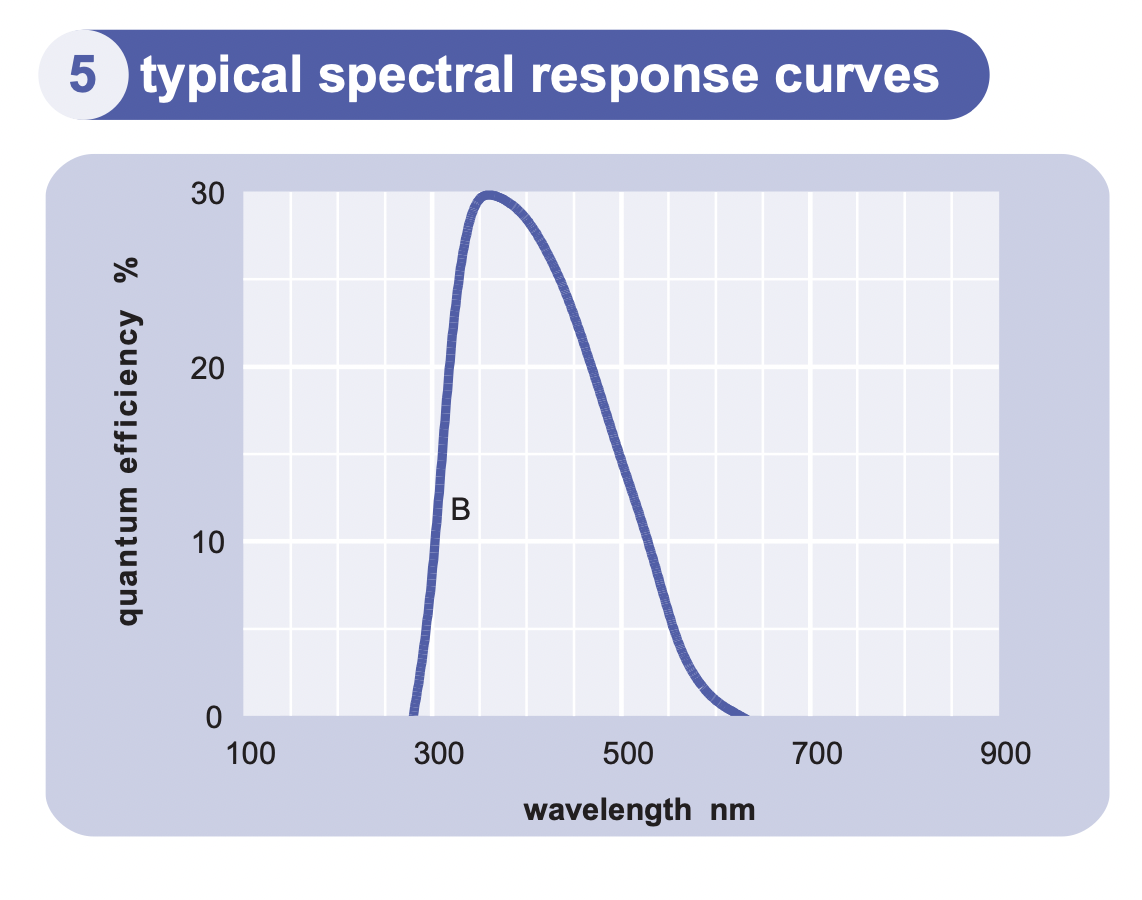 5 typical spectral response curves
30
20
10
0
quantum efficiency %
B
100 300 500 700 900
wavelength nm